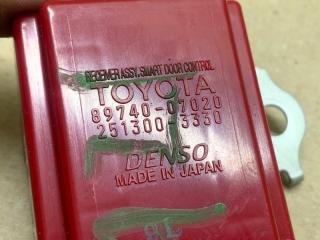 RECEIVER ASSY, SMART DOOR CONTROL
TOYOTA
89740-07020
251300-3330
DENSO
MADE IN JAPAN